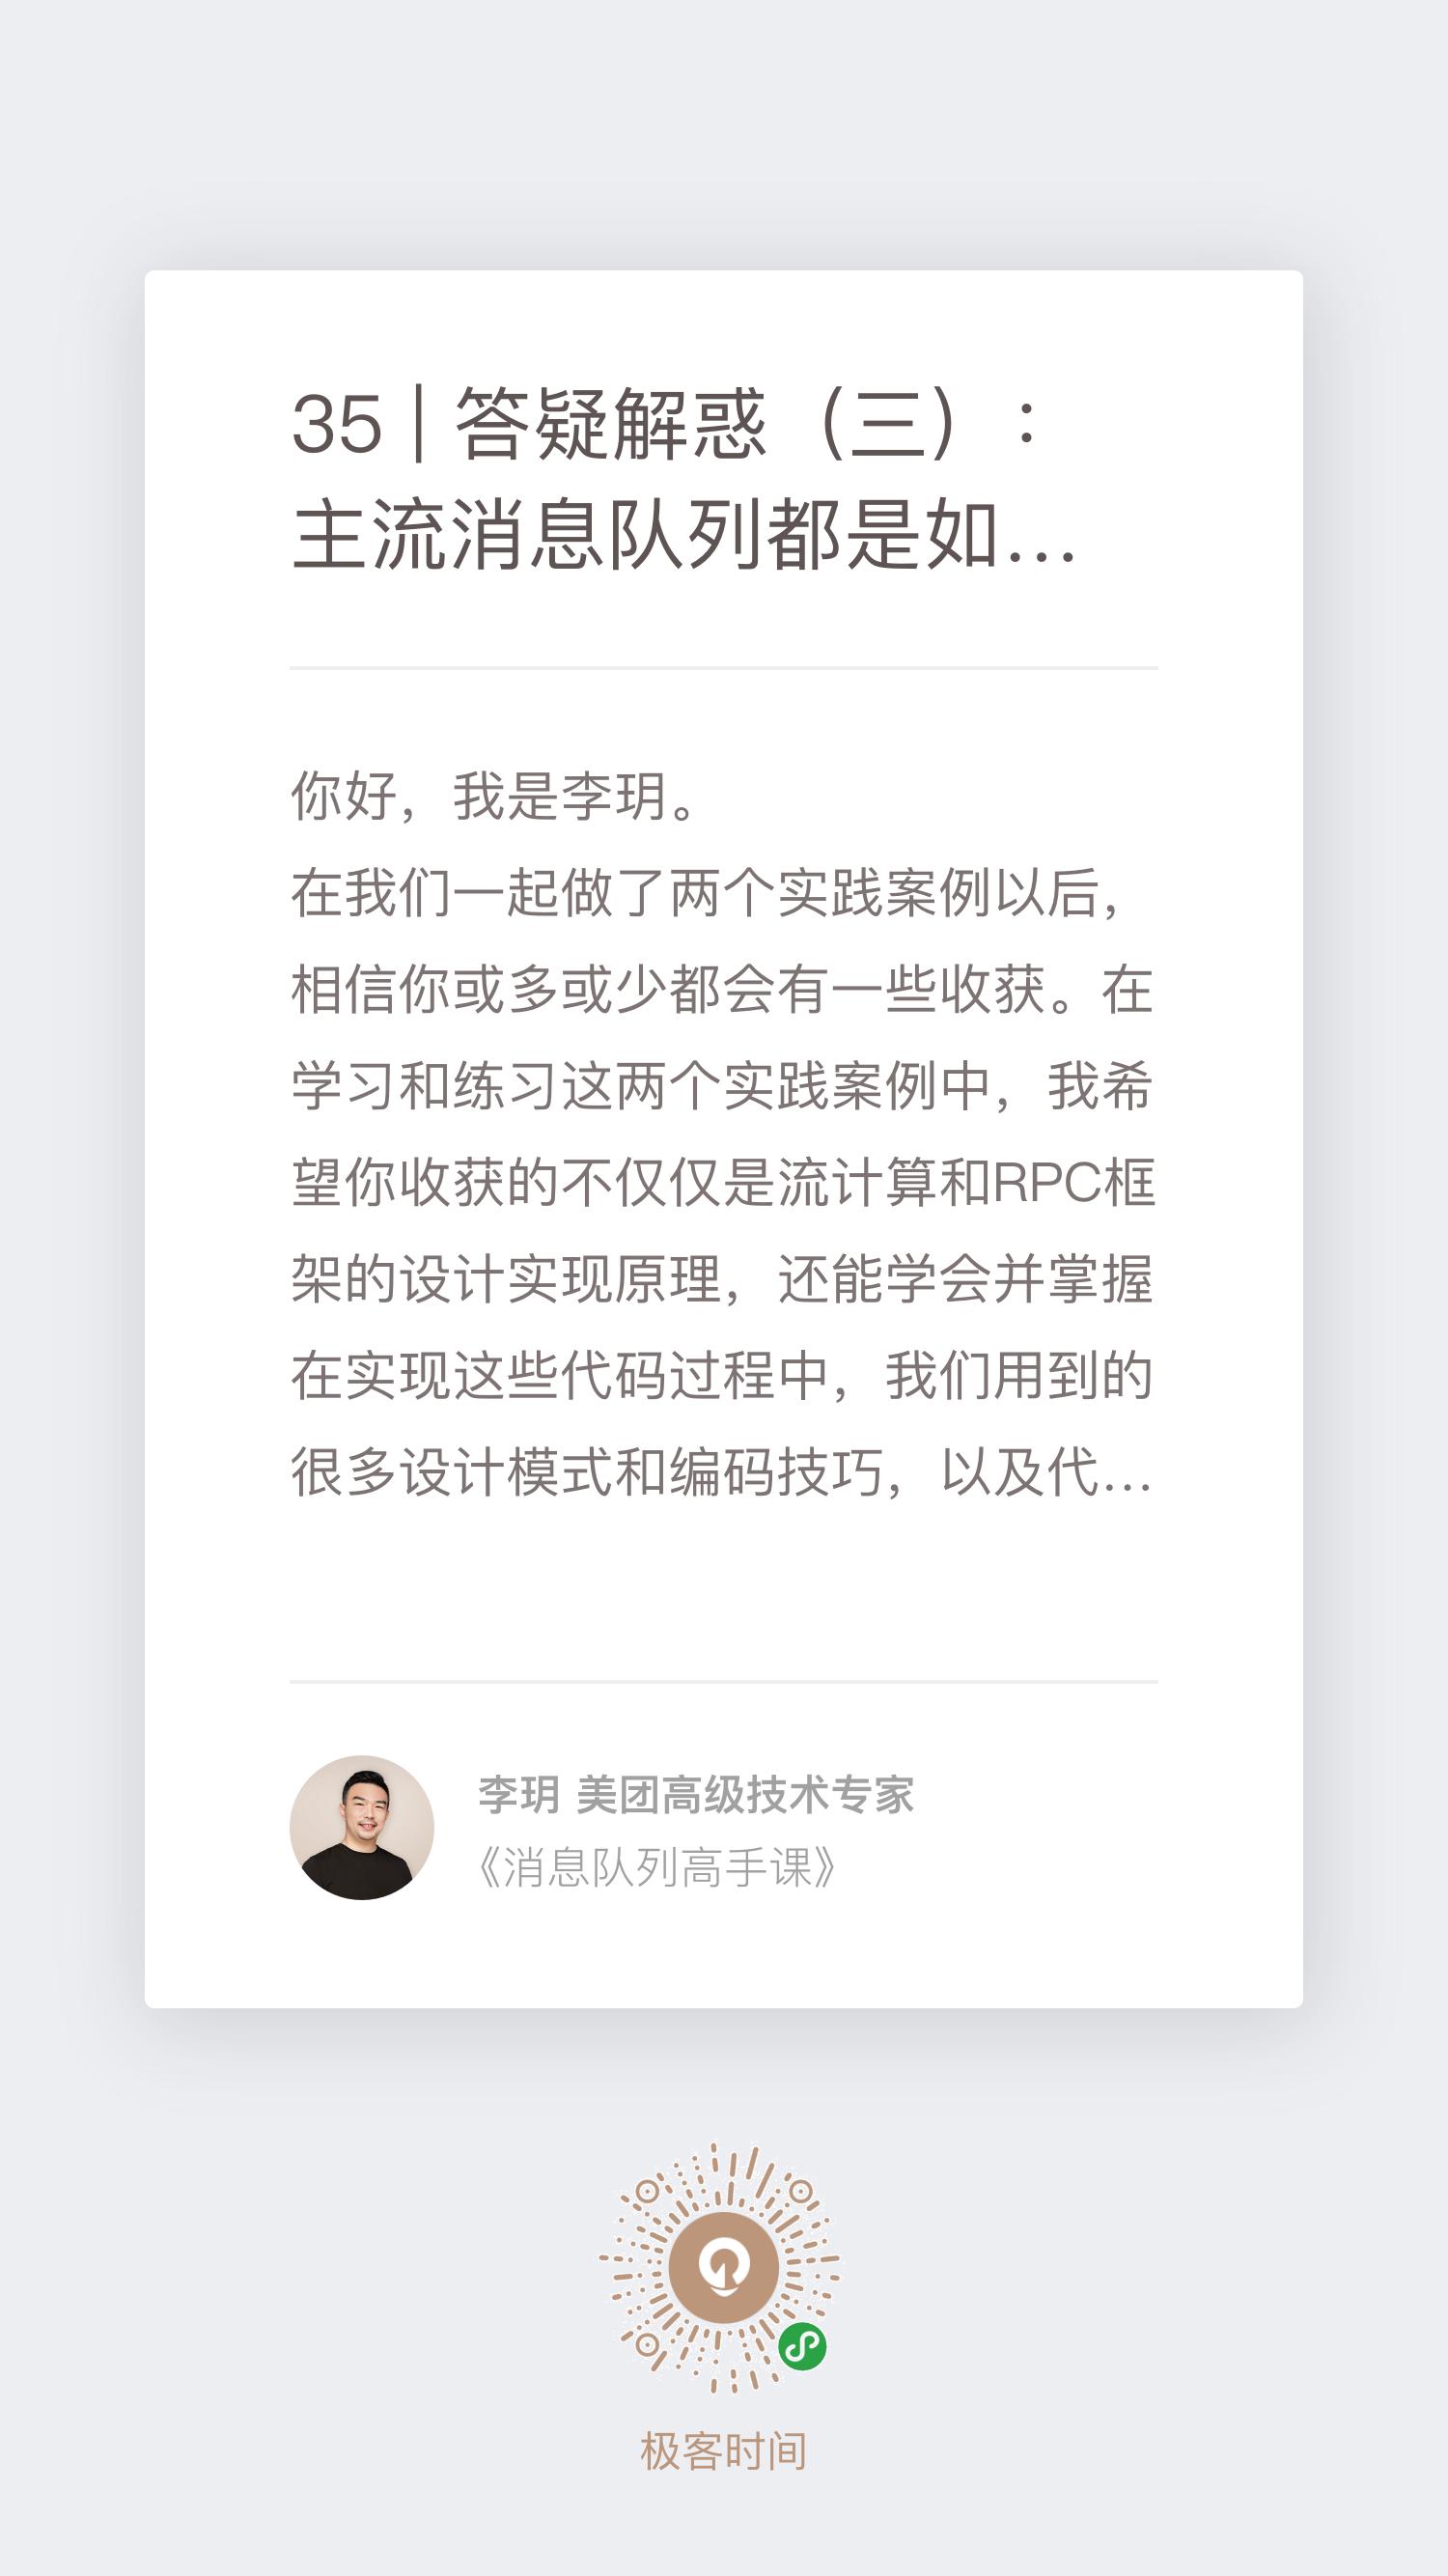 35 | 答疑解惑（三）：
主流消息队列都是如...
你好，我是李玥。
在我们一起做了两个实践案例以后，
相信你或多或少都会有一些收获。在
学习和练习这两个实践案例中，我希
望你收获的不仅仅是流计算和RPC框
架的设计实现原理，还能学会并掌握
在实现这些代码过程中，我们用到的
很多设计模式和编码技巧，以及代...
李玥 美团高级技术专家
《消息队列高手课》
极客时间